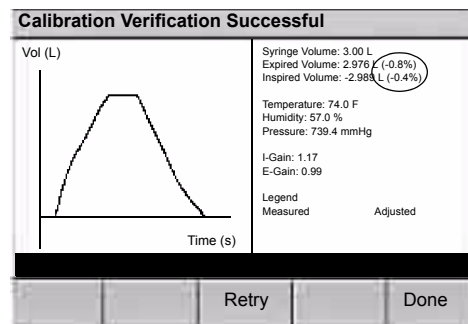 Calibration Verification Successful
Vol (L)
Time (s)
Syringe Volume: 3.00 L
Expired Volume: 2.976 L (-0.8%)
Inspired Volume: -2.989 L (-0.4%)
Temperature: 74.0 F
Humidity: 57.0 %
Pressure: 739.4 mmHg
I-Gain: 1.17
E-Gain: 0.99
Legend
Measured Adjusted
Retry Done